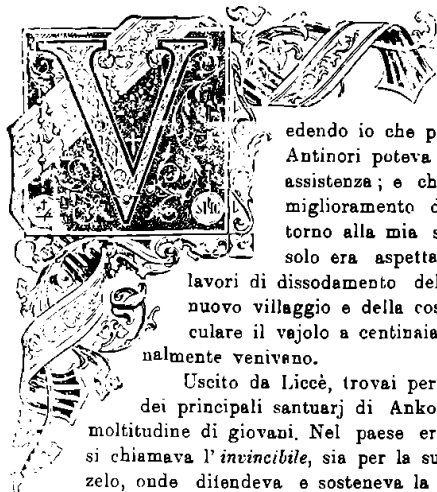 Vedendo io che p
Antinori poteva
assistenza; e ch
miglioramento d
torno alla mia s
solo era aspetta
lavori di dissodamento del
nuovo villaggio e della cos
culare il vajolo a centinaia
nalmente venivano.
Uscito da Liccè, trovai per
dei principali santuarj di Anko
moltitudine di giovani. Nel paese er
si chiamava l'invincibile, sia per la su
zelo, onde difendeva e sosteneva la